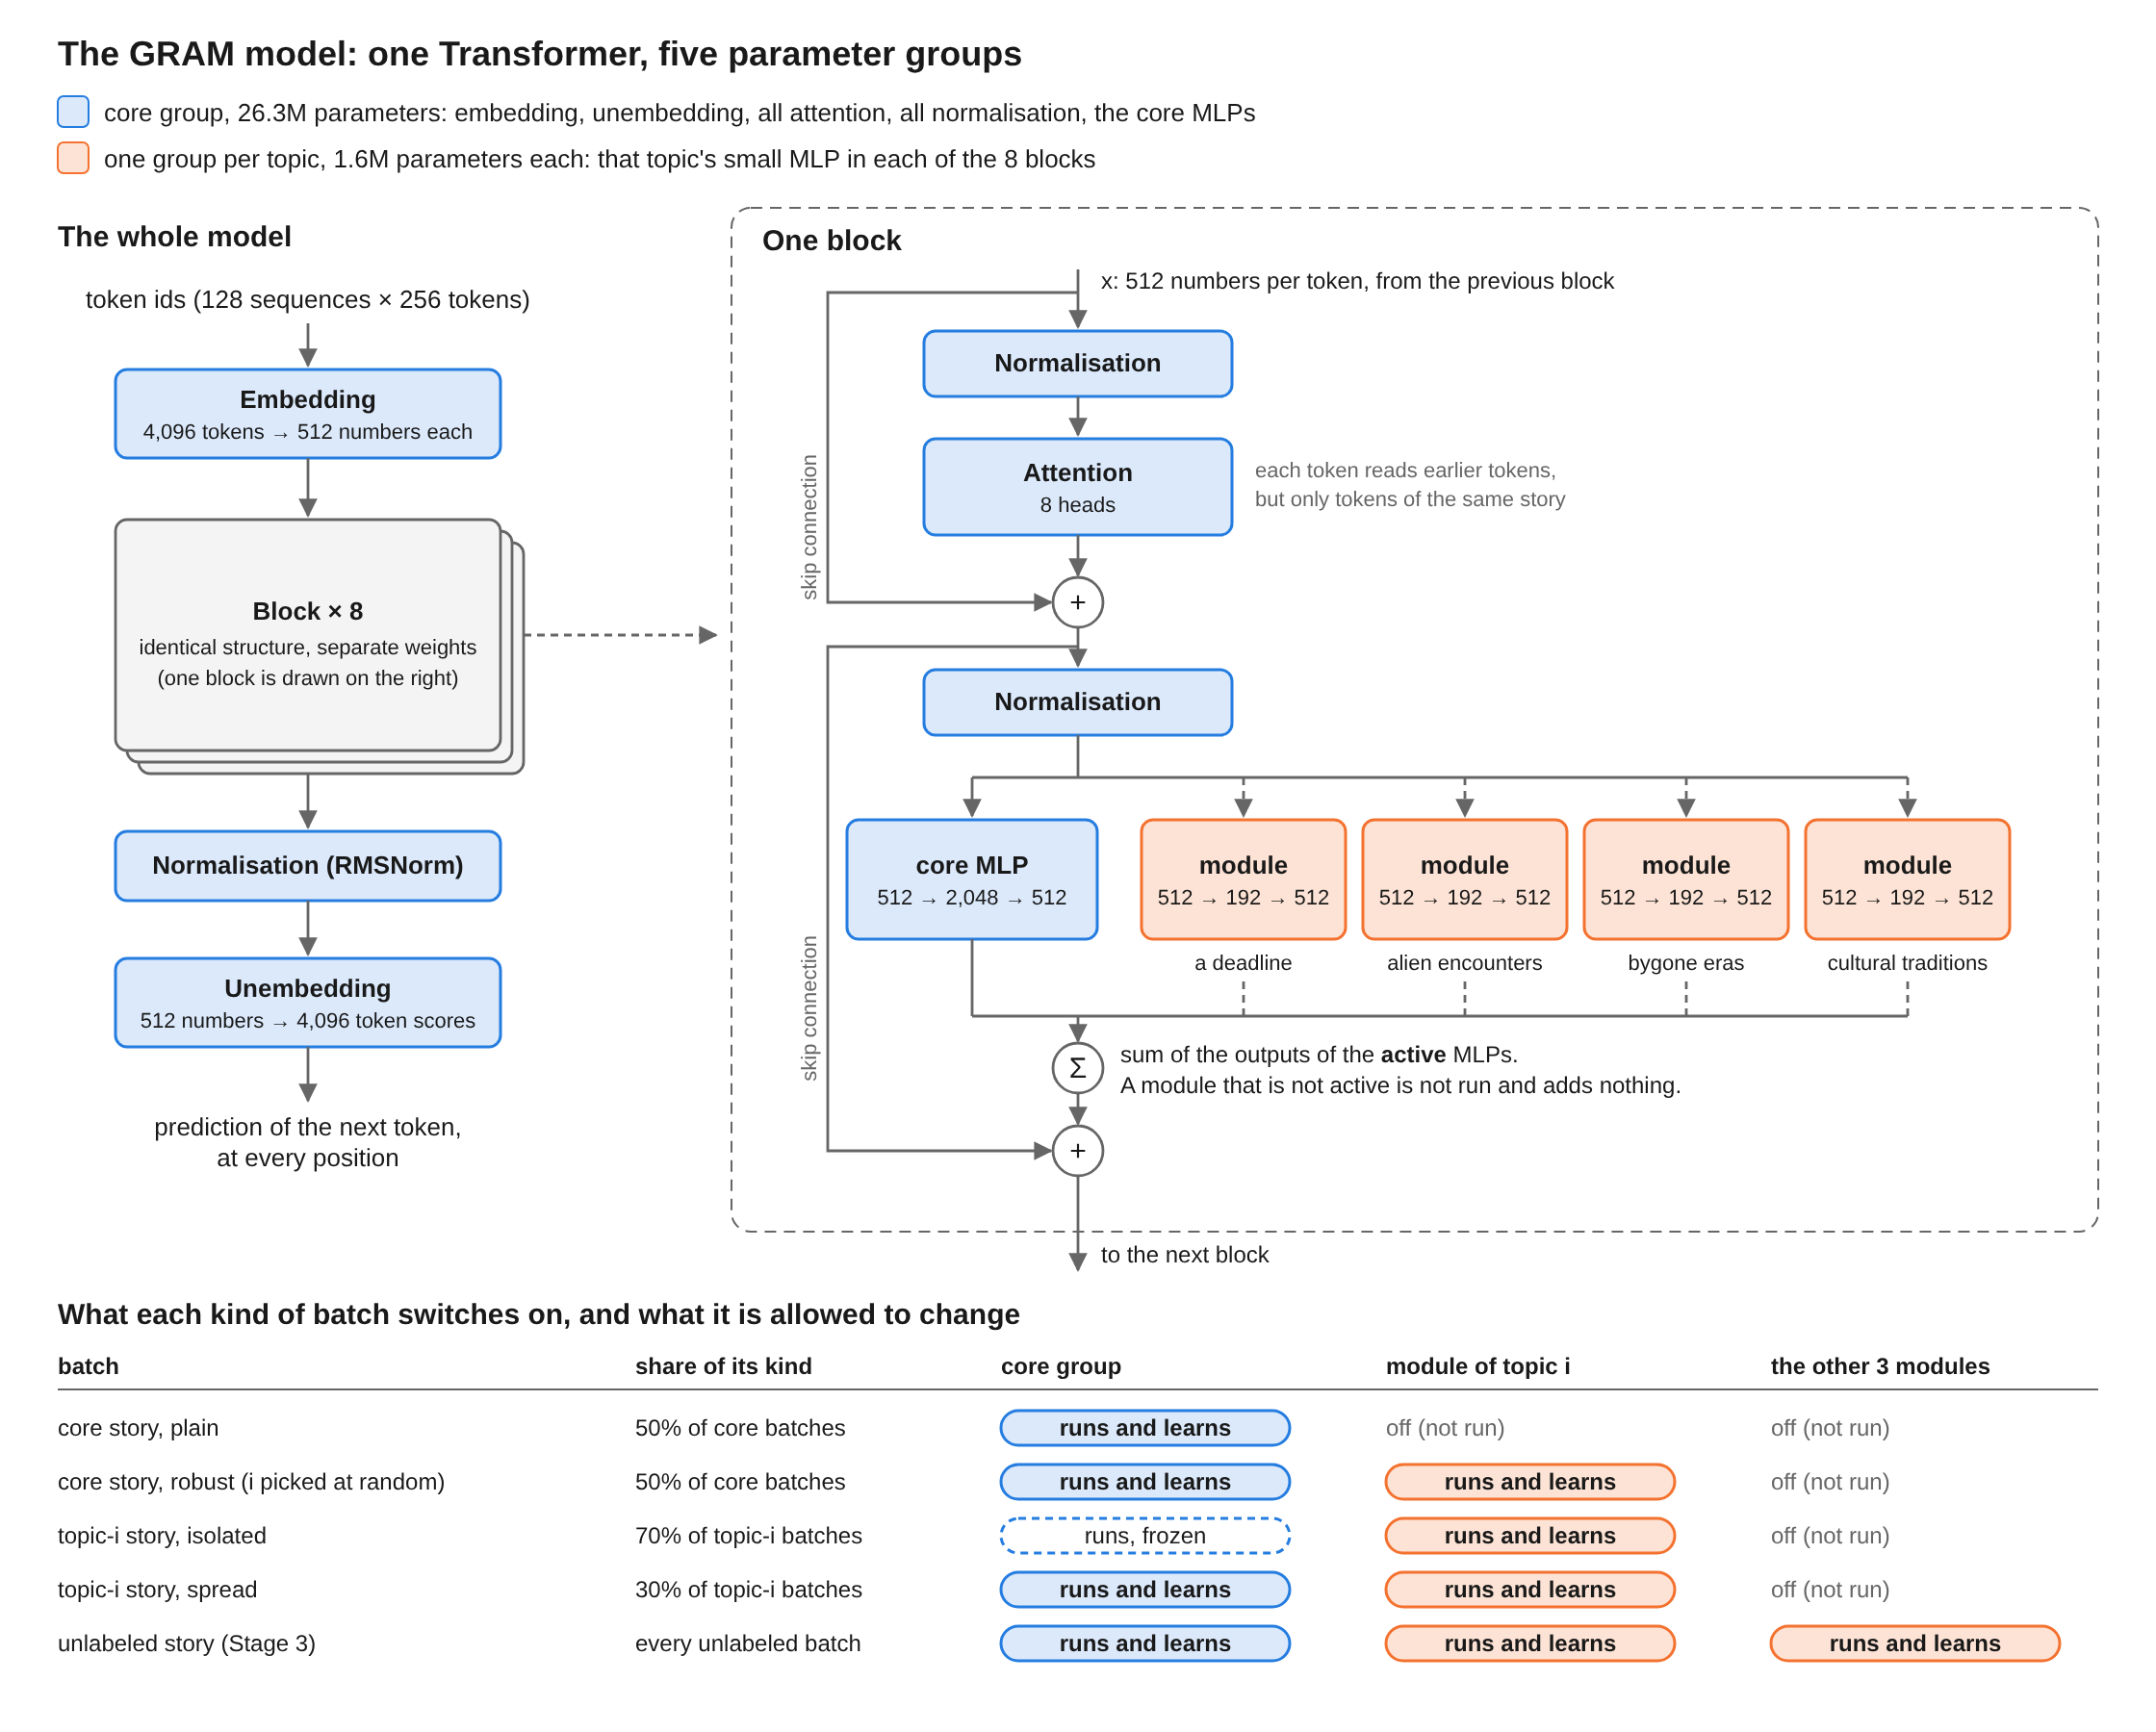 The GRAM model: one Transformer, five parameter groups
core group, 26.3M parameters: embedding, unembedding, all attention, all normalisation, the core MLPs
one group per topic, 1.6M parameters each: that topic's small MLP in each of the 8 blocks
The whole model
token ids (128 sequences × 256 tokens)
Embedding
4,096 tokens → 512 numbers each
Block × 8
identical structure, separate weights
(one block is drawn on the right)
Normalisation (RMSNorm)
Unembedding
512 numbers → 4,096 token scores
prediction of the next token,
at every position
One block
x: 512 numbers per token, from the previous block
Normalisation
Attention
8 heads
each token reads earlier tokens,
but only tokens of the same story
skip connection
+
Normalisation
core MLP
512 → 2,048 → 512
module
512 → 192 → 512
a deadline
module
512 → 192 → 512
alien encounters
module
512 → 192 → 512
bygone eras
module
512 → 192 → 512
cultural traditions
skip connection
Σ
sum of the outputs of the active MLPs.
A module that is not active is not run and adds nothing.
+
to the next block
What each kind of batch switches on, and what it is allowed to change
batch share of its kind core group module of topic i the other 3 modules
core story, plain 50% of core batches runs and learns off (not run) off (not run)
core story, robust (i picked at random) 50% of core batches runs and learns runs and learns off (not run)
topic-i story, isolated 70% of topic-i batches runs, frozen runs and learns off (not run)
topic-i story, spread 30% of topic-i batches runs and learns runs and learns off (not run)
unlabeled story (Stage 3) every unlabeled batch runs and learns runs and learns runs and learns